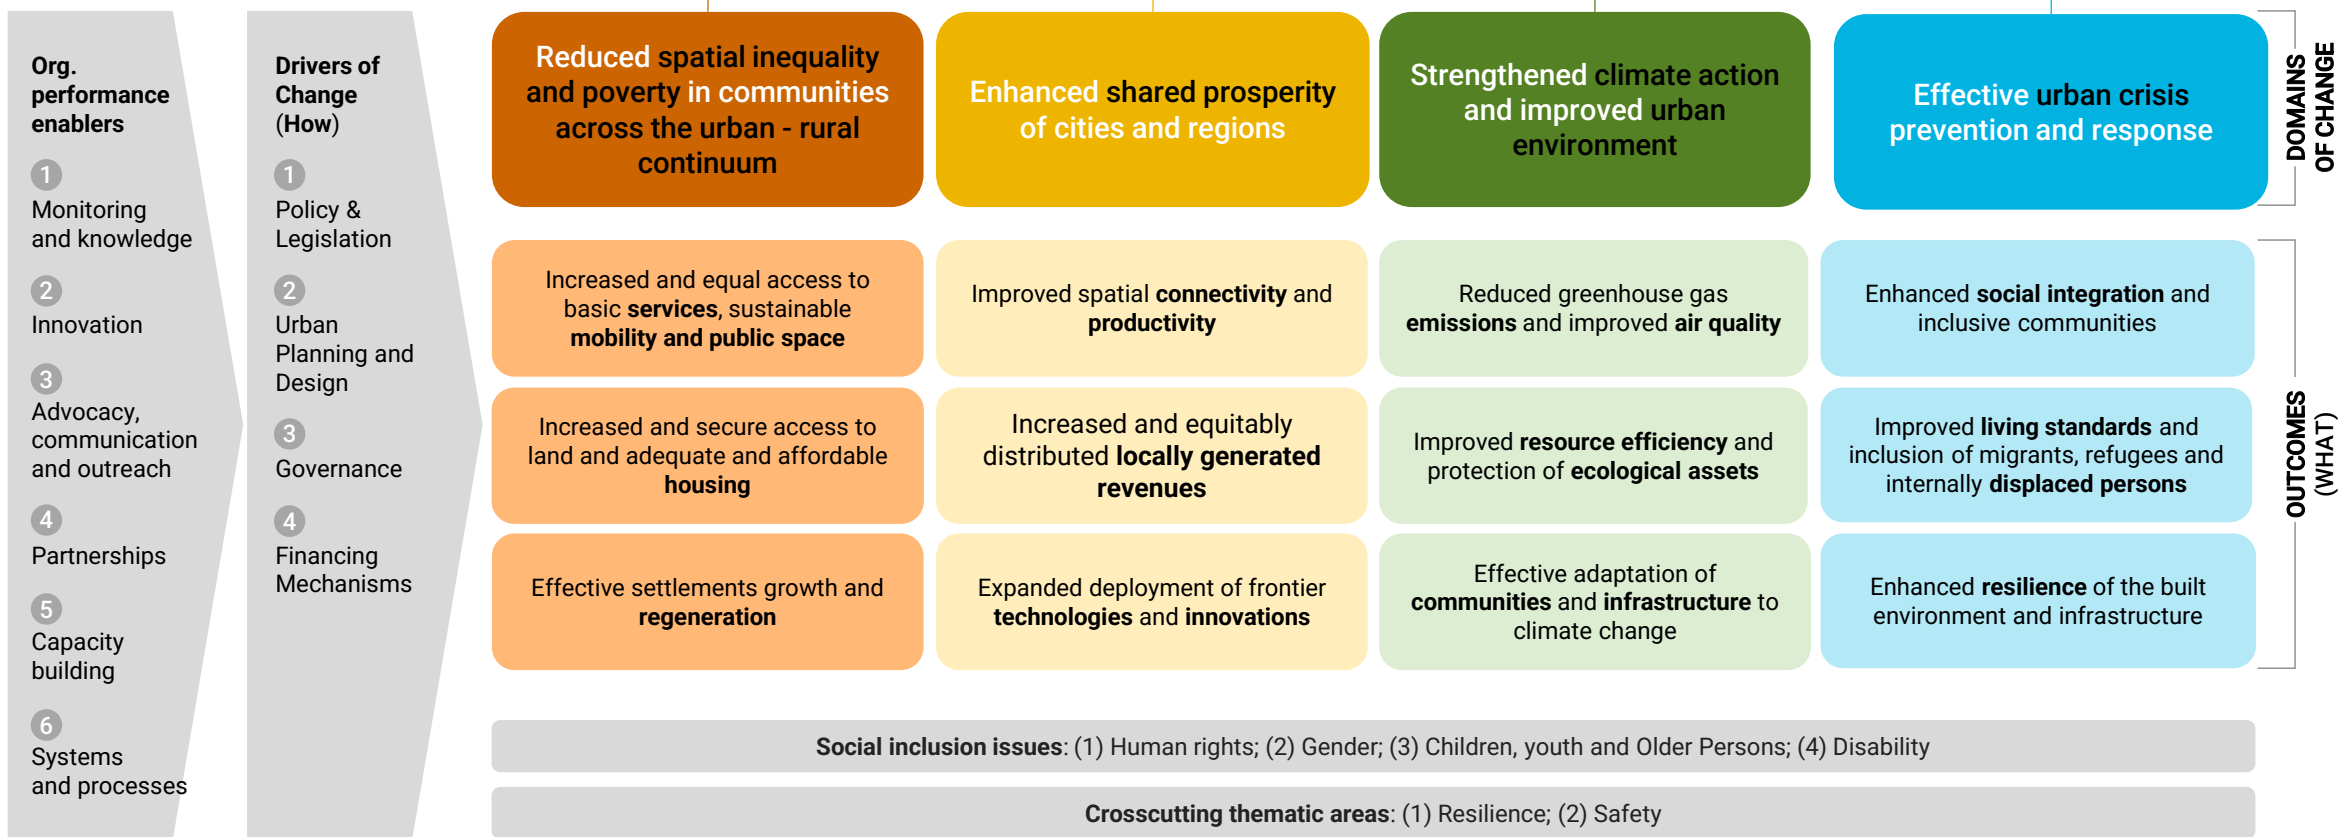 Org.
performance
enablers
1
Monitoring
and knowledge
2
Innovation
3
Advocacy,
communication
and outreach
4
Partnerships
5
Capacity
building
6
Systems
and processes
Drivers of
Change
(How)
1
Policy &
Legislation
2
Urban
Planning and
Design
3
Governance
4
Financing
Mechanisms
Reduced spatial inequality
and poverty in communities
across the urban - rural
continuum
Enhanced shared prosperity
of cities and regions
Strengthened climate action
and improved urban
environment
Effective urban crisis
prevention and response
DOMAINS
OF CHANGE
Increased and equal access to
basic services, sustainable
mobility and public space
Improved spatial connectivity and
productivity
Reduced greenhouse gas
emissions and improved air quality
Enhanced social integration and
inclusive communities
Increased and secure access to
land and adequate and affordable
housing
Increased and equitably
distributed locally generated
revenues
Improved resource efficiency and
protection of ecological assets
Improved living standards and
inclusion of migrants, refugees and
internally displaced persons
Effective settlements growth and
regeneration
Expanded deployment of frontier
technologies and innovations
Effective adaptation of
communities and infrastructure to
climate change
Enhanced resilience of the built
environment and infrastructure
OUTCOMES
(WHAT)
Social inclusion issues: (1) Human rights; (2) Gender; (3) Children, youth and Older Persons; (4) Disability
Crosscutting thematic areas: (1) Resilience; (2) Safety